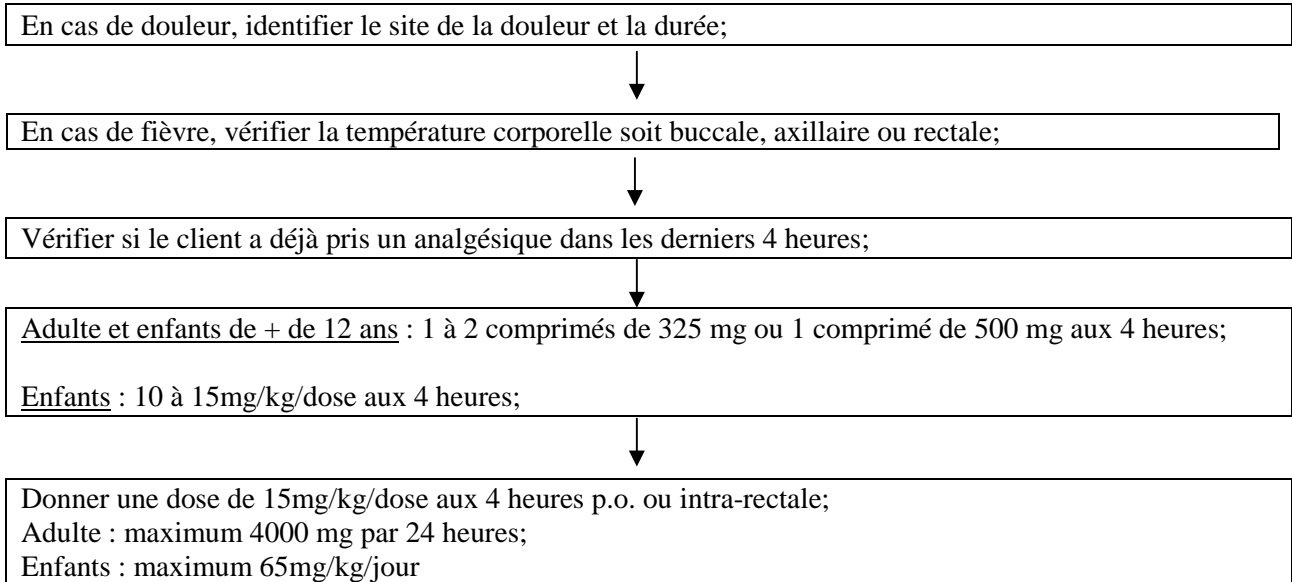 En cas de douleur, identifier le site de la douleur et la durée;
En cas de fièvre, vérifier la température corporelle soit buccale, axillaire ou rectale;
Vérifier si le client a déjà pris un analgésique dans les derniers 4 heures;
Adulte et enfants de + de 12 ans : 1 à 2 comprimés de 325 mg ou 1 comprimé de 500 mg aux 4 heures;
Enfants : 10 à 15mg/kg/dose aux 4 heures;
Donner une dose de 15mg/kg/dose aux 4 heures p.o. ou intra-rectale;
Adulte : maximum 4000 mg par 24 heures;
Enfants : maximum 65mg/kg/jour